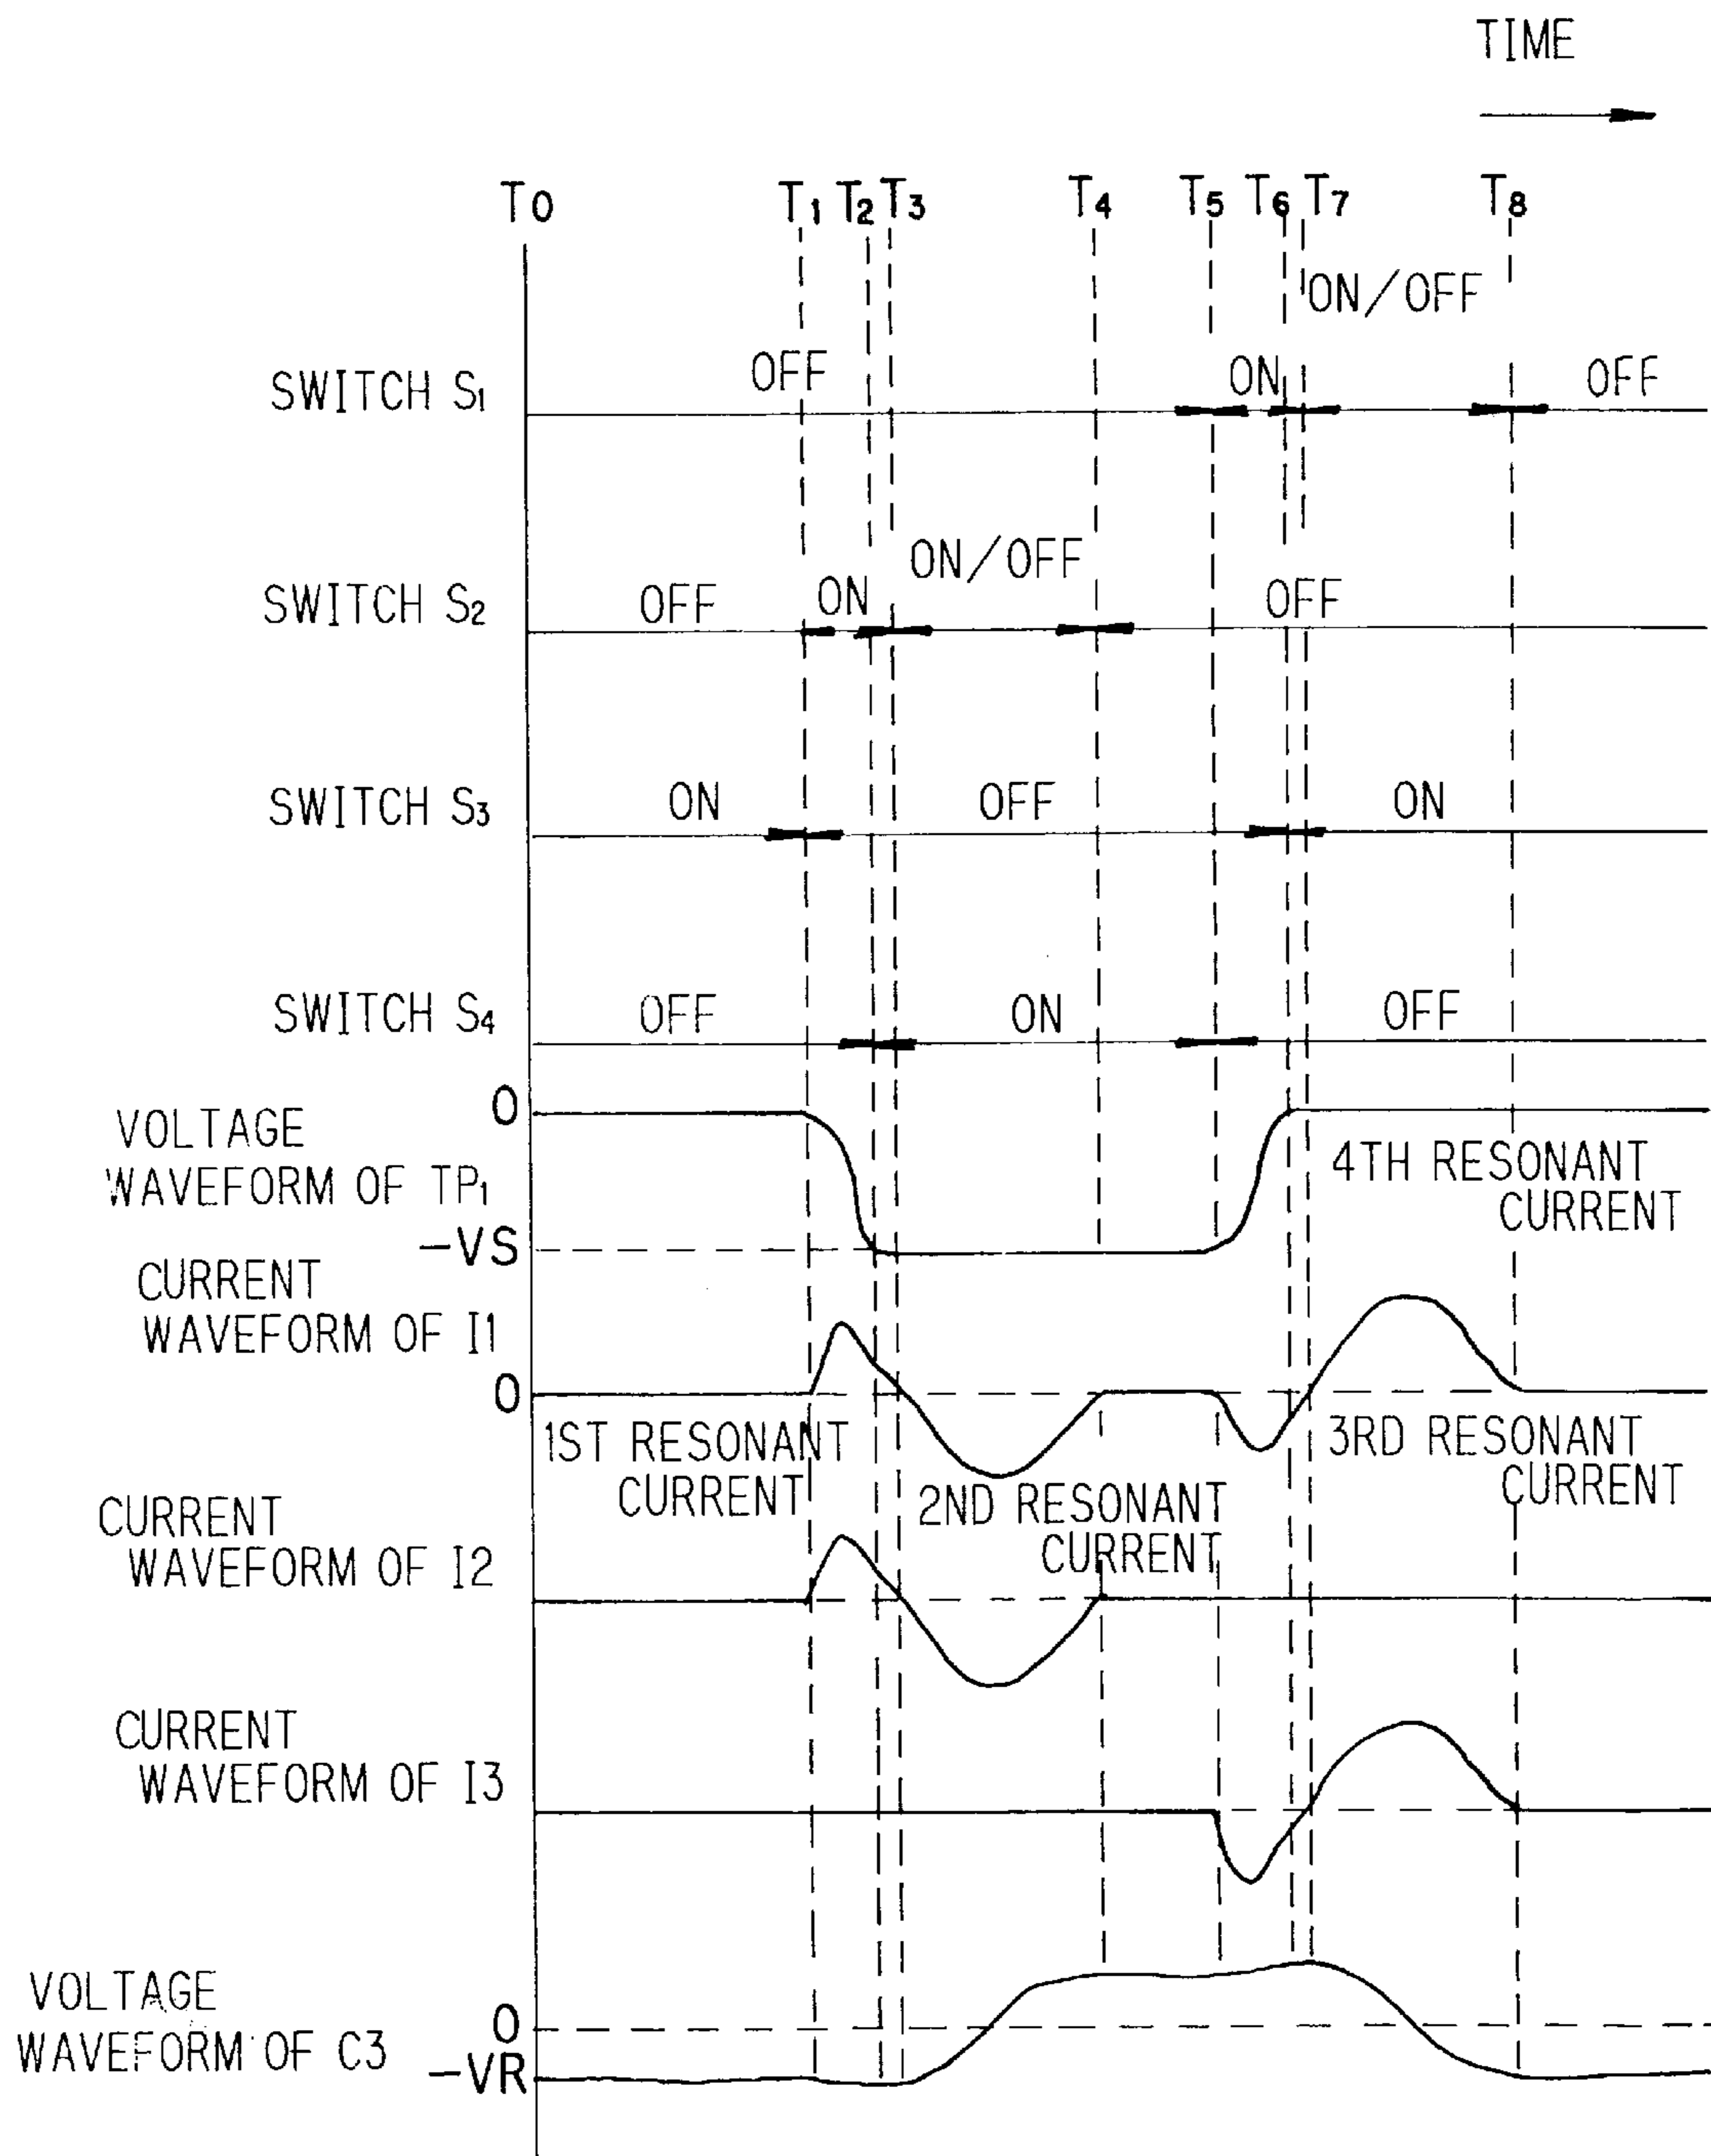 TIME
T0 T1 T2 T3 T4 T5 T6 T7 T8
ON/OFF
SWITCH S1 OFF ON OFF
ON/OFF
SWITCH S2 OFF ON OFF
SWITCH S3 ON OFF ON
SWITCH S4 OFF ON OFF
0
VOLTAGE
WAVEFORM OF TP1
-VS
4TH RESONANT
CURRENT
CURRENT
WAVEFORM OF I1
0
1ST RESONANT
CURRENT
3RD RESONANT
CURRENT
2ND RESONANT
CURRENT
CURRENT
WAVEFORM OF I2
CURRENT
WAVEFORM OF I3
VOLTAGE
WAVEFORM OF C3
0
-VR